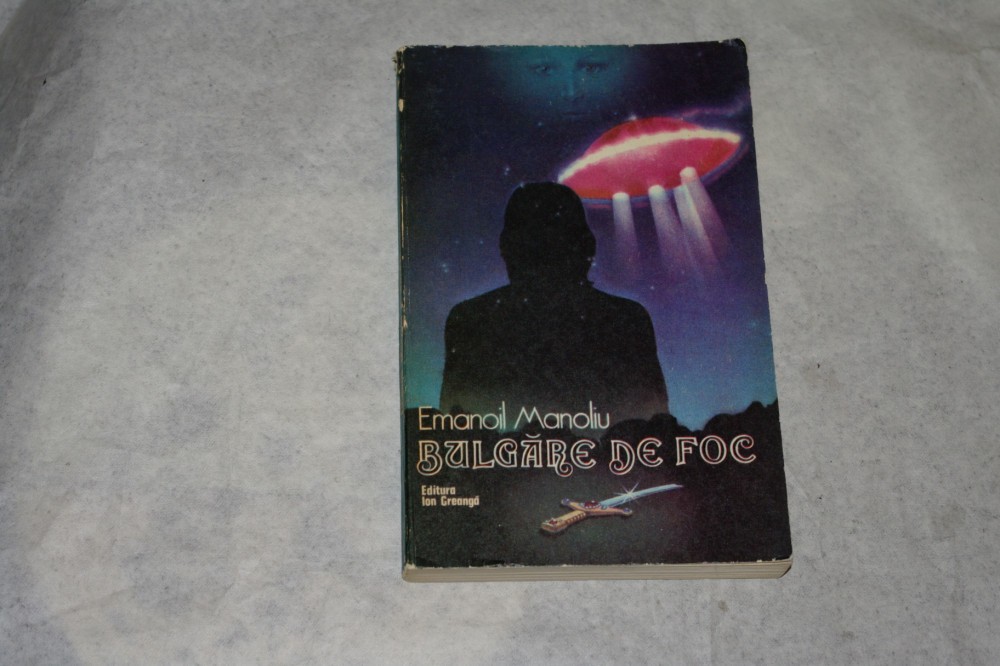 Emanoil Manoliu
BULGĂRE DE FOC
Editura
Ion Creangă